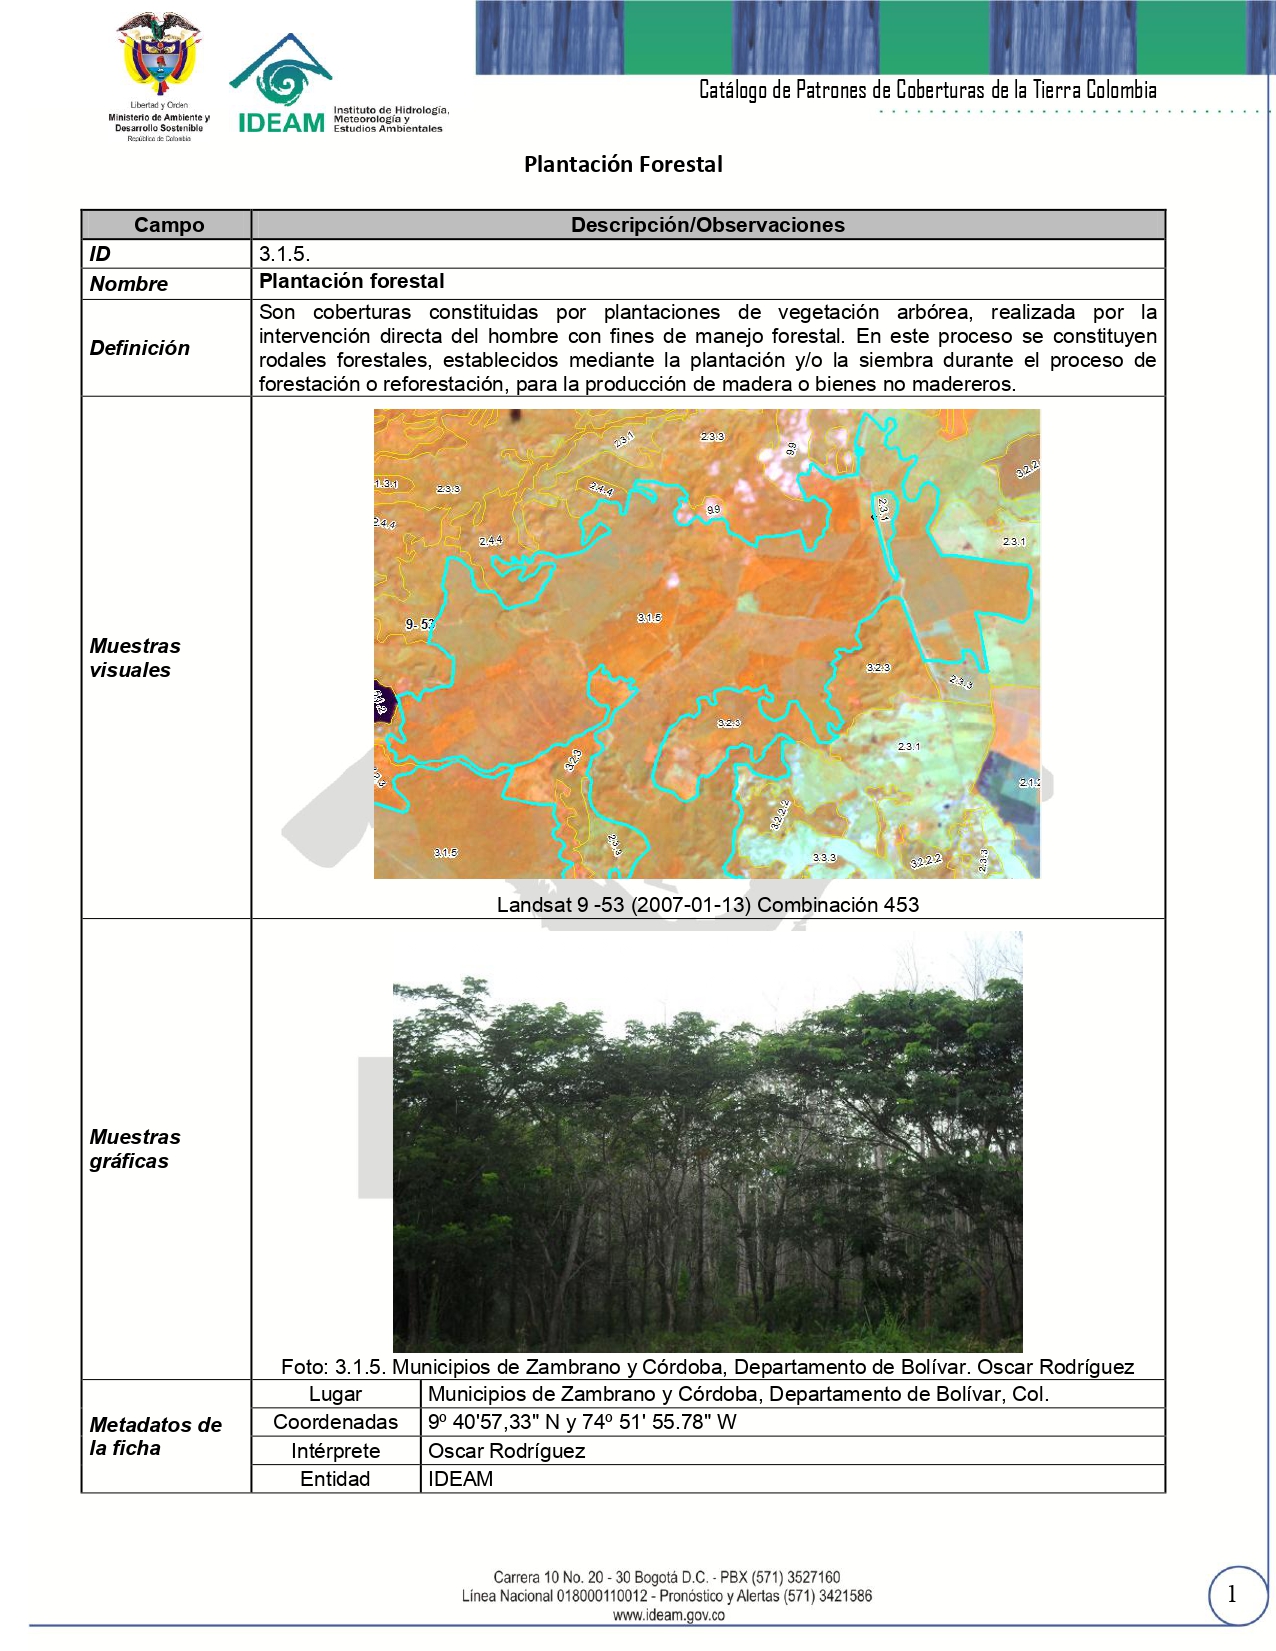 Libertad y Orden
Ministerio de Ambiente y
Desarrollo Sostenible
República de Colombia
IDEAM
Instituto de Hidrología,
Meteorología y
Estudios Ambientales
Catálogo de Patrones de Coberturas de la Tierra Colombia
Plantación Forestal
Campo Descripción/Observaciones
ID 3.1.5.
Nombre Plantación forestal
Definición
Son coberturas constituidas por plantaciones de vegetación arbórea, realizada por la
intervención directa del hombre con fines de manejo forestal. En este proceso se constituyen
rodales forestales, establecidos mediante la plantación y/o la siembra durante el proceso de
forestación o reforestación, para la producción de madera o bienes no madereros.
Muestras
visuales
2.3.1
2.3.3
9.9
3.2.2
1.3.1
2.3.3
2.4.4
9.9
2.3.1
2.4.4
2.4.4
2.3.1
9- 53
3.1.5
3.2.3
2.3.3
3.2.3
2.3.1
3.2.3
2.1.2
3.2.2.2
2.3.3
3.1.5
3.3.3
3.2.2.2
2.3.3
Landsat 9 -53 (2007-01-13) Combinación 453
Muestras
gráficas
Foto: 3.1.5. Municipios de Zambrano y Córdoba, Departamento de Bolívar. Oscar Rodríguez
Metadatos de
la ficha
Lugar Municipios de Zambrano y Córdoba, Departamento de Bolívar, Col.
Coordenadas 9º 40'57,33" N y 74º 51' 55.78" W
Intérprete Oscar Rodríguez
Entidad IDEAM
Carrera 10 No. 20 - 30 Bogotá D.C. - PBX (571) 3527160
Línea Nacional 018000110012 - Pronóstico y Alertas (571) 3421586
www.ideam.gov.co
1